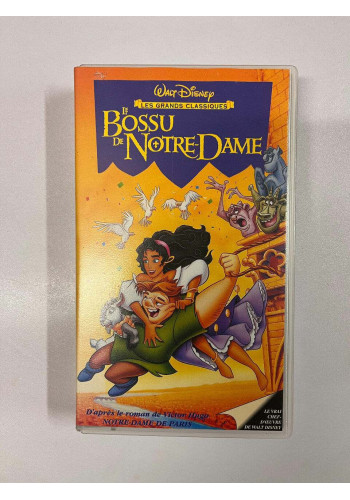 WALT DISNEY
LES GRANDS CLASSIQUES
LE
BOSSU
DE NOTRE-DAME
D'après le roman de Victor Hugo
NOTRE-DAME DE PARIS
LE VRAI
CHEF-
D'ŒUVRE
DE WALT DISNEY